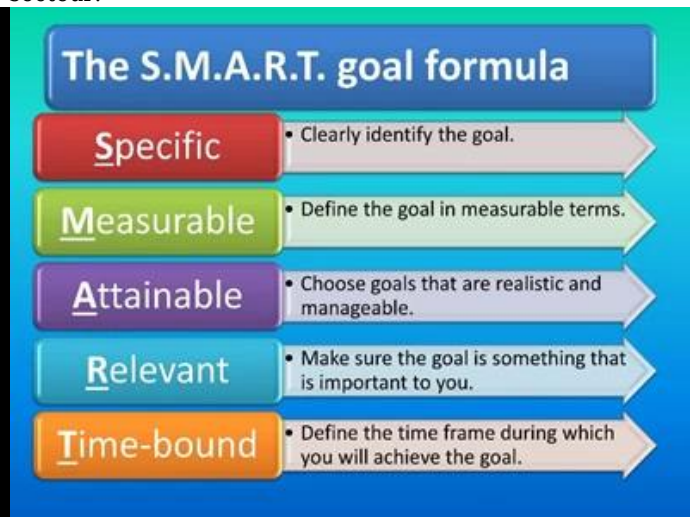 The S.M.A.R.T. goal formula
Specific
• Clearly identify the goal.
Measurable
• Define the goal in measurable terms.
Attainable
• Choose goals that are realistic and
manageable.
Relevant
• Make sure the goal is something that
is important to you.
Time-bound
• Define the time frame during which
you will achieve the goal.